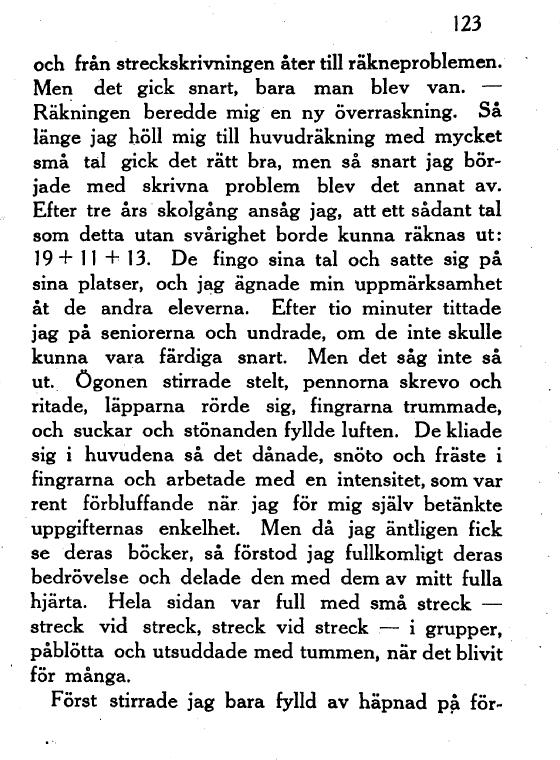 123
och från streckskrivningen åter till räkneproblemen.
Men det gick snart, bara man blev van. —
Räkningen beredde mig en ny överraskning. Så
länge jag höll mig till huvudräkning med mycket
små tal gick det rätt bra, men så snart jag bör-
jade med skrivna problem blev det annat av.
Efter tre års skolgång ansåg jag, att ett sådant tal
som detta utan svårighet borde kunna räknas ut:
19 + 11 + 13. De fingo sina tal och satte sig på
sina platser, och jag ägnade min uppmärksamhet
åt de andra eleverna. Efter tio minuter tittade
jag på seniorerna och undrade, om de inte skulle
kunna vara färdiga snart. Men det såg inte så
ut. Ögonen stirrade stelt, pennorna skrevo och
ritade, läpparna rörde sig, fingrarna trummade,
och suckar och stönanden fyllde luften. De kliade
sig i huvudena så det dånade, snöto och fräste i
fingrarna och arbetade med en intensitet, som var
rent förbluffande när jag för mig själv betänkte
uppgifternas enkelhet. Men då jag äntligen fick
se deras böcker, så förstod jag fullkomligt deras
bedrövelse och delade den med dem av mitt fulla
hjärta. Hela sidan var full med små streck —
streck vid streck, streck vid streck — i grupper,
påblötta och utsuddade med tummen, när det blivit
för många.
Först stirrade jag bara fylld av häpnad på för-